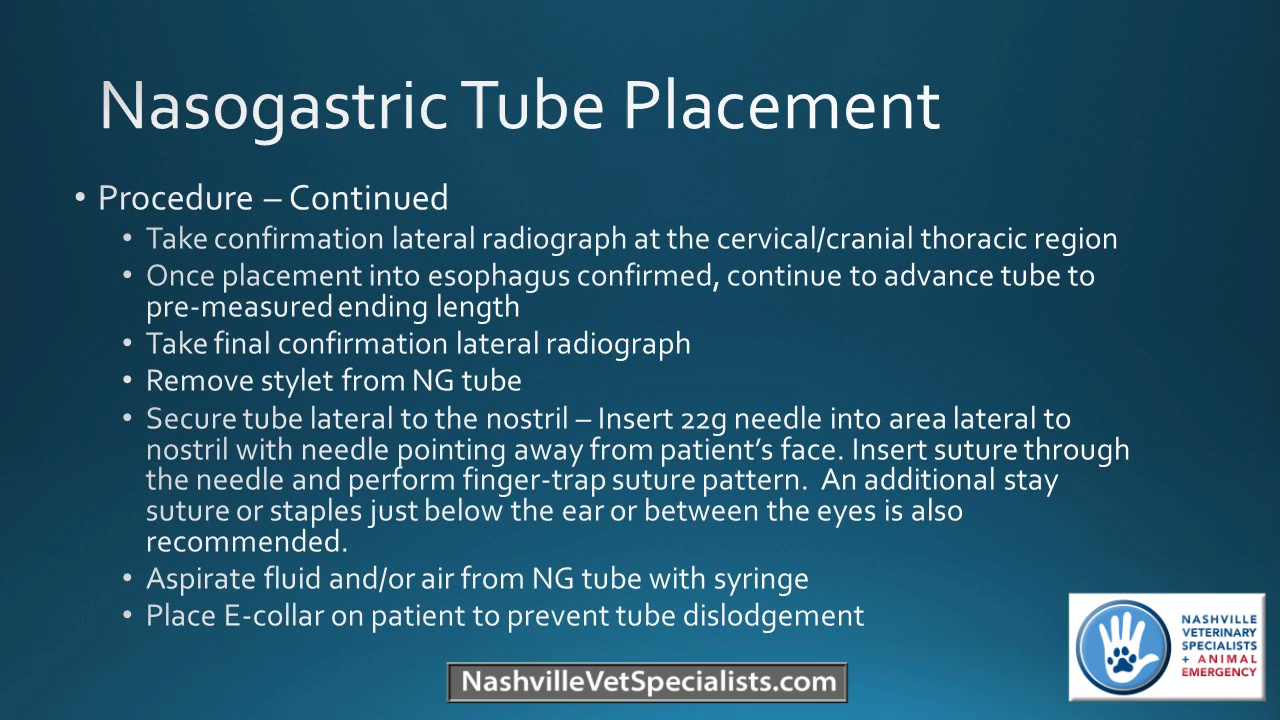 Nasogastric Tube Placement
• Procedure – Continued
• Take confirmation lateral radiograph at the cervical/cranial thoracic region
• Once placement into esophagus confirmed, continue to advance tube to
pre-measured ending length
• Take final confirmation lateral radiograph
• Remove stylet from NG tube
• Secure tube lateral to the nostril – Insert 22g needle into area lateral to
nostril with needle pointing away from patient's face. Insert suture through
the needle and perform finger-trap suture pattern.  An additional stay
suture or staples just below the ear or between the eyes is also
recommended.
• Aspirate fluid and/or air from NG tube with syringe
• Place E-collar on patient to prevent tube dislodgement
NASHVILLE
VETERINARY
SPECIALISTS
+ ANIMAL
EMERGENCY
NashvilleVetSpecialists.com